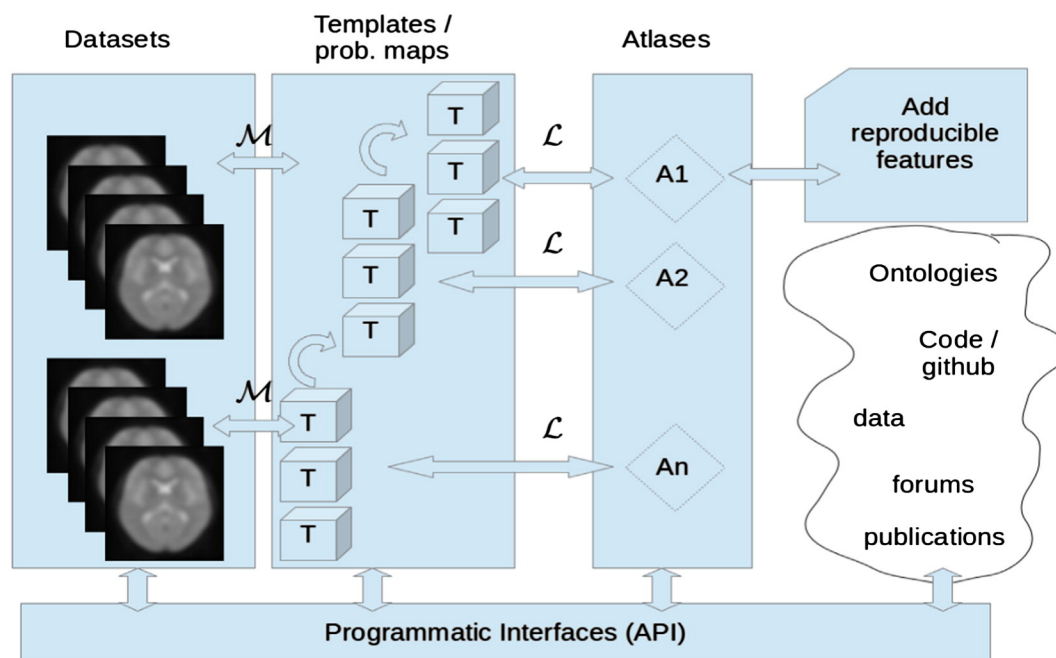 Datasets
Templates /
prob. maps
Atlases
Add
reproducible
features
ℳ
T
T
T
ℒ
A1
T
T
T
ℒ
A2
Ontologies
Code /
github
data
forums
publications
ℳ
T
T
T
ℒ
An
Programmatic Interfaces (API)